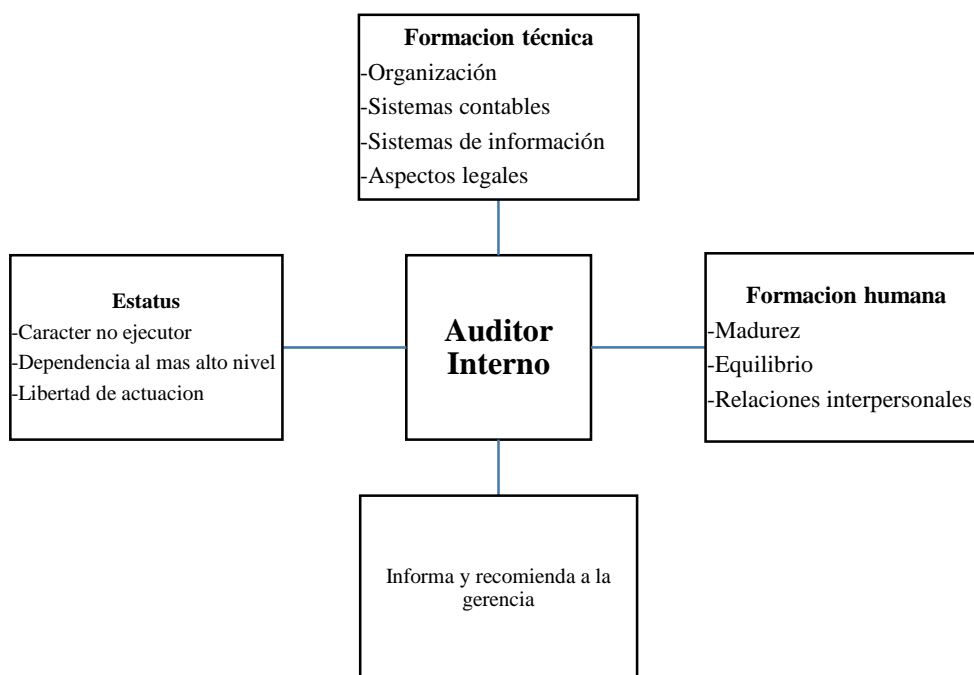 Formacion técnica
-Organización
-Sistemas contables
-Sistemas de información
-Aspectos legales
Estatus
-Caracter no ejecutor
-Dependencia al mas alto nivel
-Libertad de actuacion
Auditor
Interno
Formacion humana
-Madurez
-Equilibrio
-Relaciones interpersonales
Informa y recomienda a la
gerencia